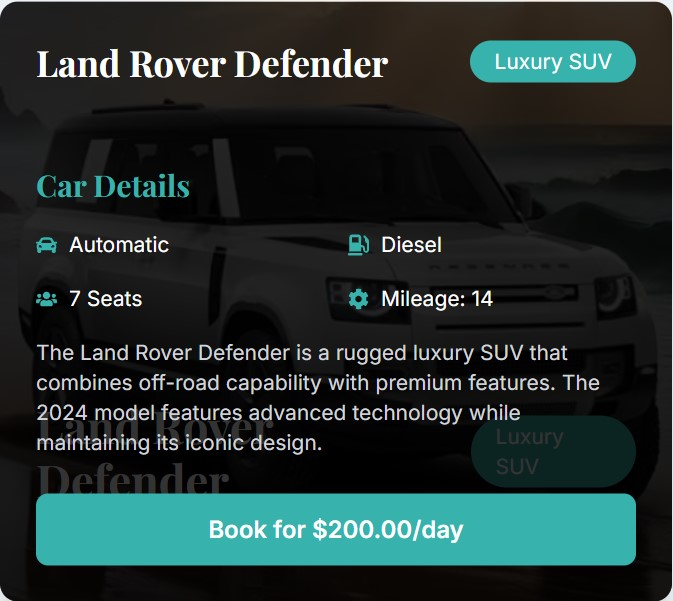 Land Rover Defender
Luxury SUV
Car Details
Automatic
Diesel
7 Seats
Mileage: 14
The Land Rover Defender is a rugged luxury SUV that
combines off-road capability with premium features. The
2024 model features advanced technology while
maintaining its iconic design.
Land Rover
Defender
Luxury
SUV
Book for $200.00/day